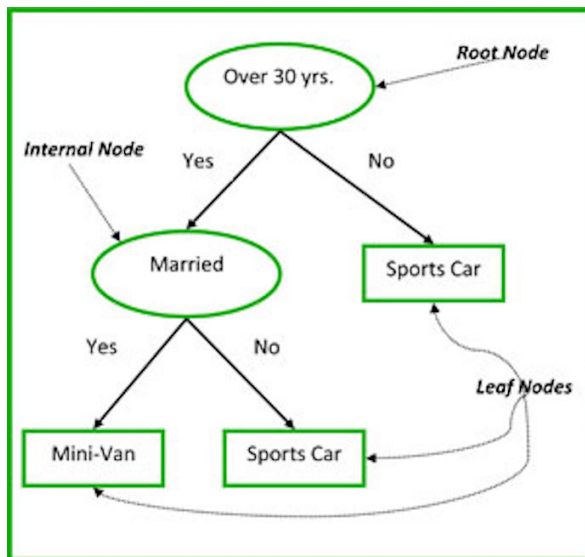 Root Node
Over 30 yrs.
Internal Node
Yes
No
Married
Sports Car
Yes
No
Leaf Nodes
Mini-Van
Sports Car